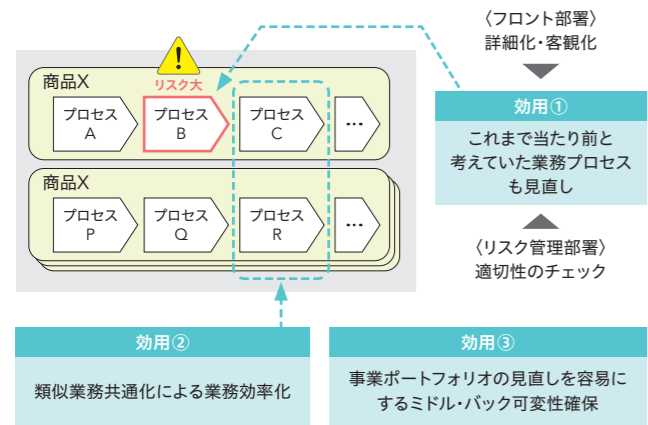 〈フロント部署〉
詳細化・客観化
商品X
リスク大
プロセス
A
プロセス
B
プロセス
C
…
効用①
これまで当たり前と
考えていた業務プロセス
も見直し
商品X
プロセス
P
プロセス
Q
プロセス
R
…
〈リスク管理部署〉
適切性のチェック
効用②
類似業務共通化による業務効率化
効用③
事業ポートフォリオの見直しを容易に
するミドル・バック可変性確保